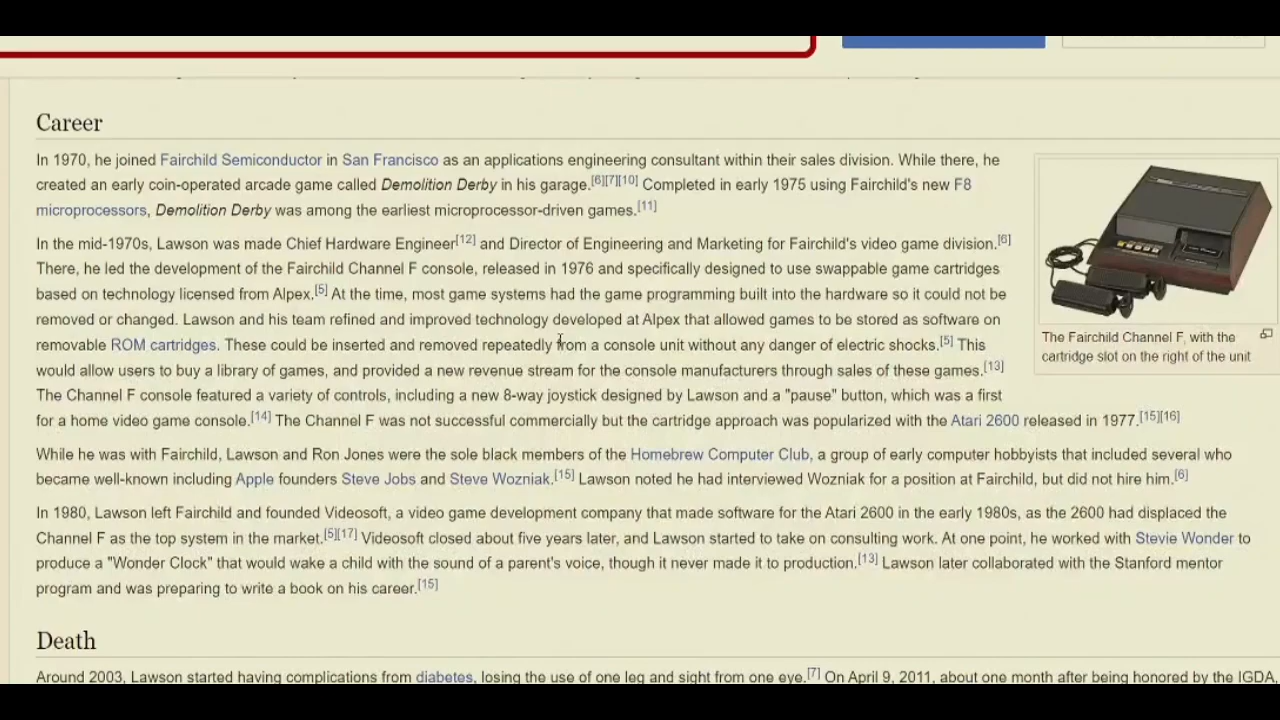 Career
In 1970, he joined Fairchild Semiconductor in San Francisco as an applications engineering consultant within their sales division. While there, he
created an early coin-operated arcade game called Demolition Derby in his garage.[6][7][10] Completed in early 1975 using Fairchild's new F8
microprocessors, Demolition Derby was among the earliest microprocessor-driven games.[11]
In the mid-1970s, Lawson was made Chief Hardware Engineer[12] and Director of Engineering and Marketing for Fairchild's video game division.[6]
There, he led the development of the Fairchild Channel F console, released in 1976 and specifically designed to use swappable game cartridges
based on technology licensed from Alpex.[5] At the time, most game systems had the game programming built into the hardware so it could not be
removed or changed. Lawson and his team refined and improved technology developed at Alpex that allowed games to be stored as software on
removable ROM cartridges. These could be inserted and removed repeatedly from a console unit without any danger of electric shocks.[5] This
would allow users to buy a library of games, and provided a new revenue stream for the console manufacturers through sales of these games.[13]
The Channel F console featured a variety of controls, including a new 8-way joystick designed by Lawson and a "pause" button, which was a first
for a home video game console.[14] The Channel F was not successful commercially but the cartridge approach was popularized with the Atari 2600 released in 1977.[15][16]
The Fairchild Channel F, with the
cartridge slot on the right of the unit
While he was with Fairchild, Lawson and Ron Jones were the sole black members of the Homebrew Computer Club, a group of early computer hobbyists that included several who
became well-known including Apple founders Steve Jobs and Steve Wozniak.[15] Lawson noted he had interviewed Wozniak for a position at Fairchild, but did not hire him.[6]
In 1980, Lawson left Fairchild and founded Videosoft, a video game development company that made software for the Atari 2600 in the early 1980s, as the 2600 had displaced the
Channel F as the top system in the market.[5][17] Videosoft closed about five years later, and Lawson started to take on consulting work. At one point, he worked with Stevie Wonder to
produce a "Wonder Clock" that would wake a child with the sound of a parent's voice, though it never made it to production.[13] Lawson later collaborated with the Stanford mentor
program and was preparing to write a book on his career.[15]
Death
Around 2003, Lawson started having complications from diabetes, losing the use of one leg and sight from one eye.[7] On April 9, 2011, about one month after being honored by the IGDA,